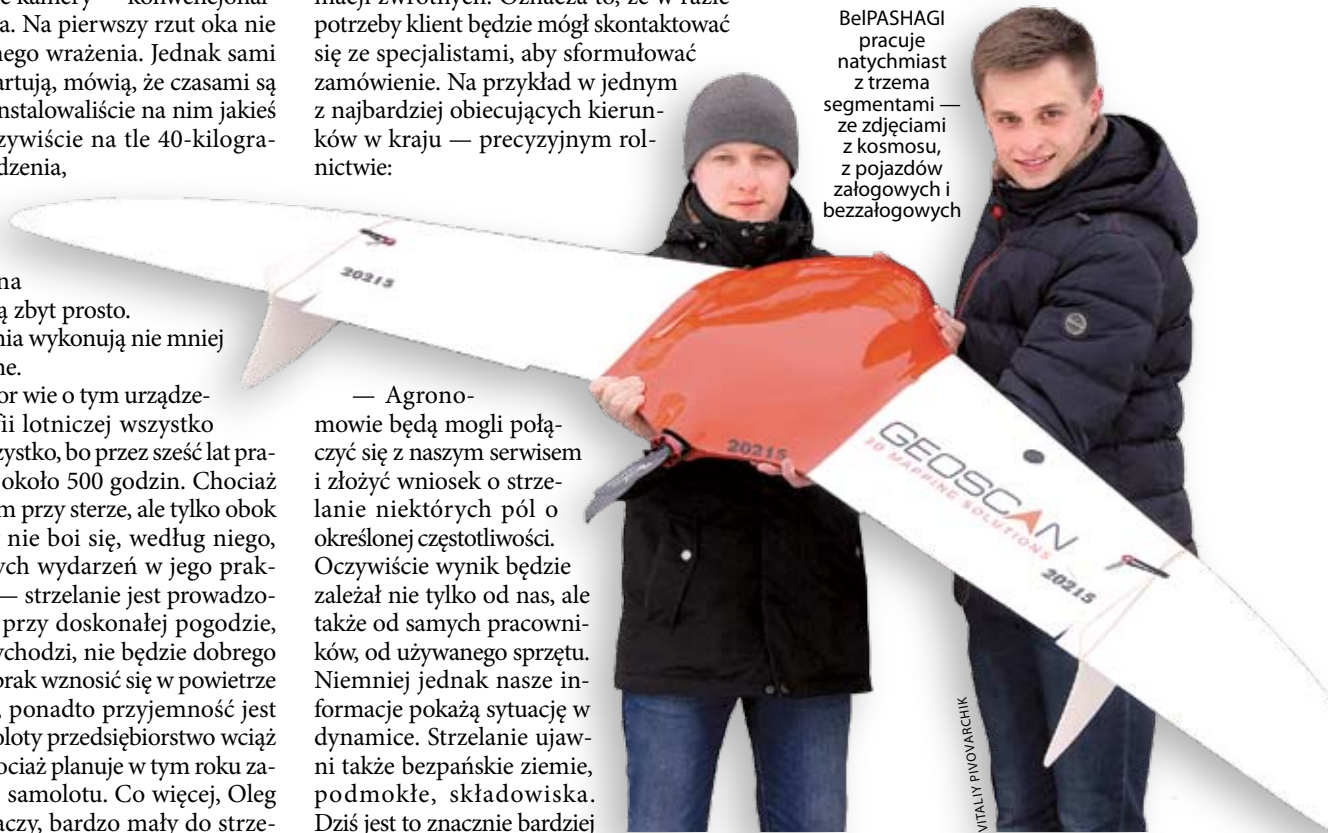 a. Na pierwszy rzut oka nie
nego wrażenia. Jednak sami
artują, mówią, że czasami są
nstalowaliście na nim jakieś
zywiście na tle 40-kilogra-
dzenia,
na
ą zbyt prosto.
nia wykonują nie mniej
ne.
or wie o tym urządze-
fii lotniczej wszystko
zystko, bo przez sześć lat pra-
około 500 godzin. Chociaż
m przy sterze, ale tylko obok
nie boi się, według niego,
ych wydarzeń w jego prak-
— strzelanie jest prowadzo-
przy doskonałej pogodzie,
ychodzi, nie będzie dobrego
brak wznosić się w powietrze
, ponadto przyjemność jest
oloty przedsiębiorstwo wciąż
ociaż planuje w tym roku za-
samolotu. Co więcej, Oleg
aczy, bardzo mały do strze-
macji zwrotnych. Oznacza to, że w razie
potrzeby klient będzie mógł skontaktować
się ze specjalistami, aby sformułować
zamówienie. Na przykład w jednym
z najbardziej obiecujących kierun-
ków w kraju — precyzyjnym rol-
nictwie:
— Agrono-
mowie będą mogli połą-
czyć się z naszym serwisem
i złożyć wniosek o strze-
lanie niektórych pól o
określonej częstotliwości.
Oczywiście wynik będzie
zależał nie tylko od nas, ale
także od samych pracowni-
ków, od używanego sprzętu.
Niemniej jednak nasze in-
formacje pokażą sytuację w
dynamice. Strzelanie ujaw-
ni także bezpańskie ziemie,
podmokłe, składowiska.
Dziś jest to znacznie bardziej
BelPASHAGI
pracuje
natychmiast
z trzema
segmentami —
ze zdjęciami
z kosmosu,
z pojazdów
załogowych i
bezzałogowych
20215
20215
GEOSCAN
3D MAPPING SOLUTIONS
20215
VITALIY PIVOVARCHIK